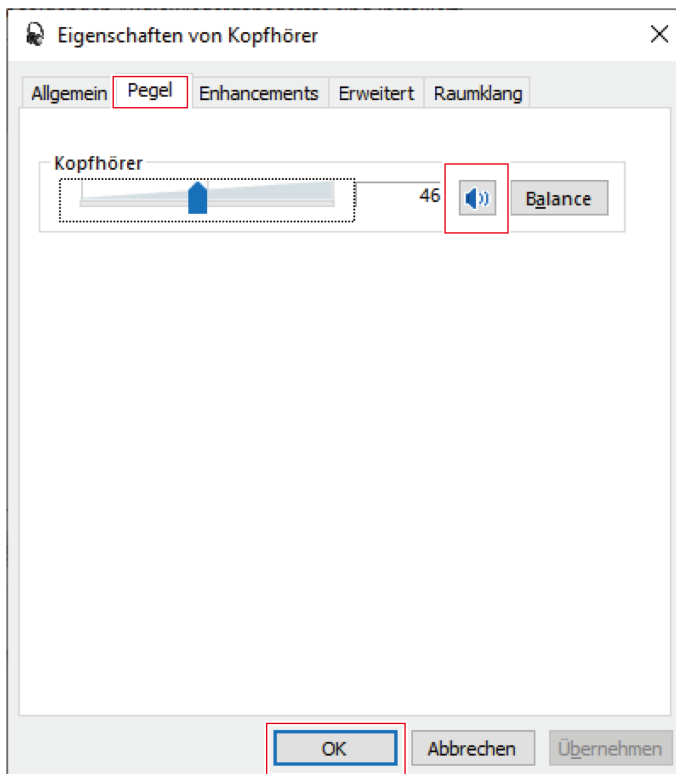 Eigenschaften von Kopfhörer
Allgemein Pegel Enhancements Erweitert Raumklang
Kopfhörer
46 Balance
OK Abbrechen Übernehmen